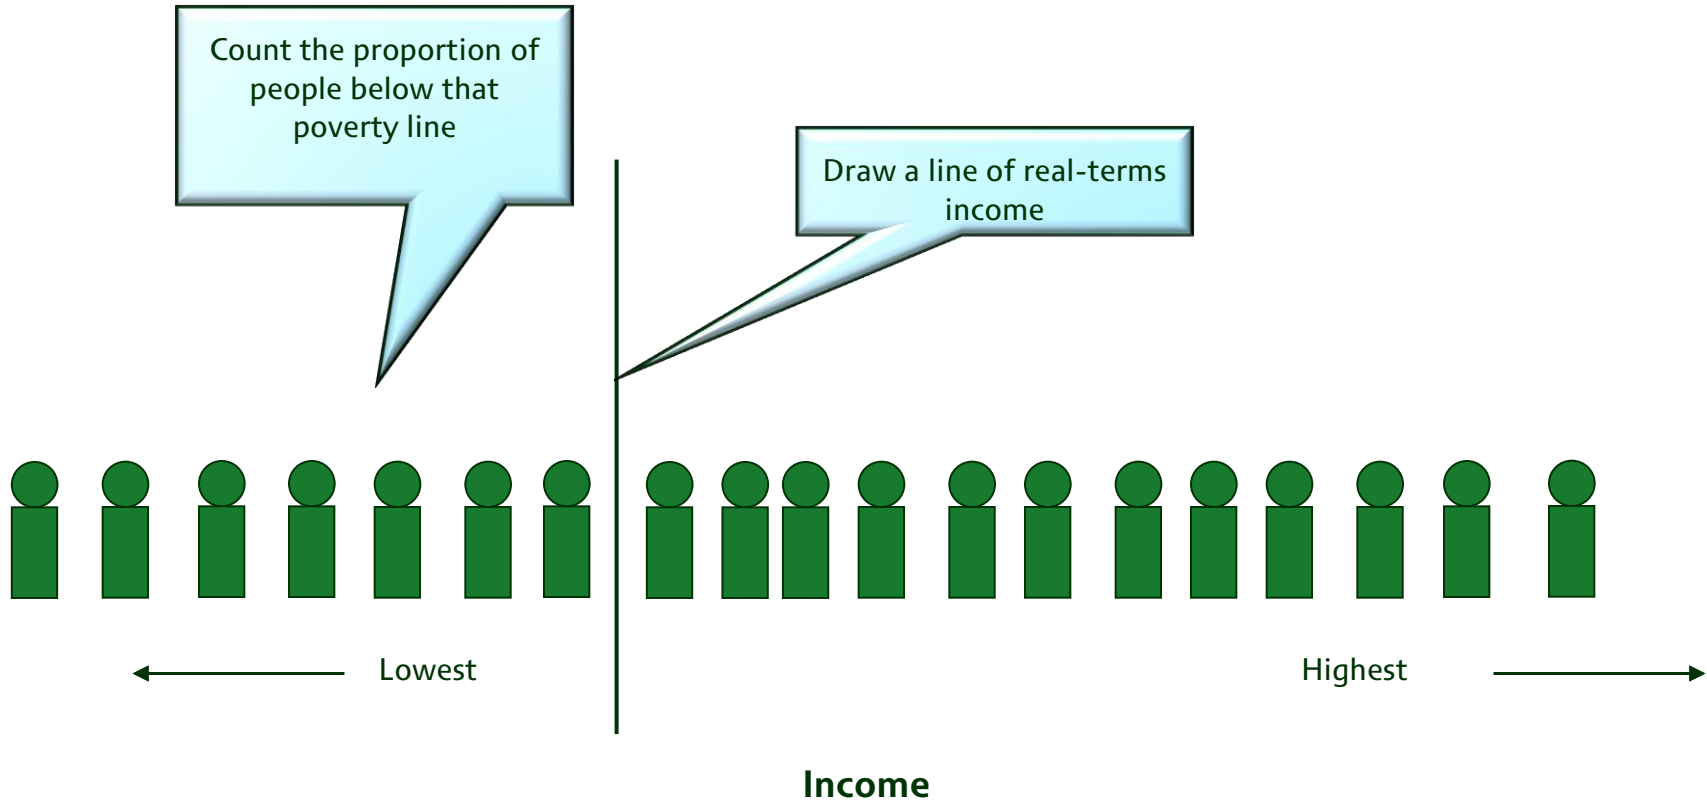 Count the proportion of
people below that
poverty line
Draw a line of real-terms
income
Lowest
Highest
Income